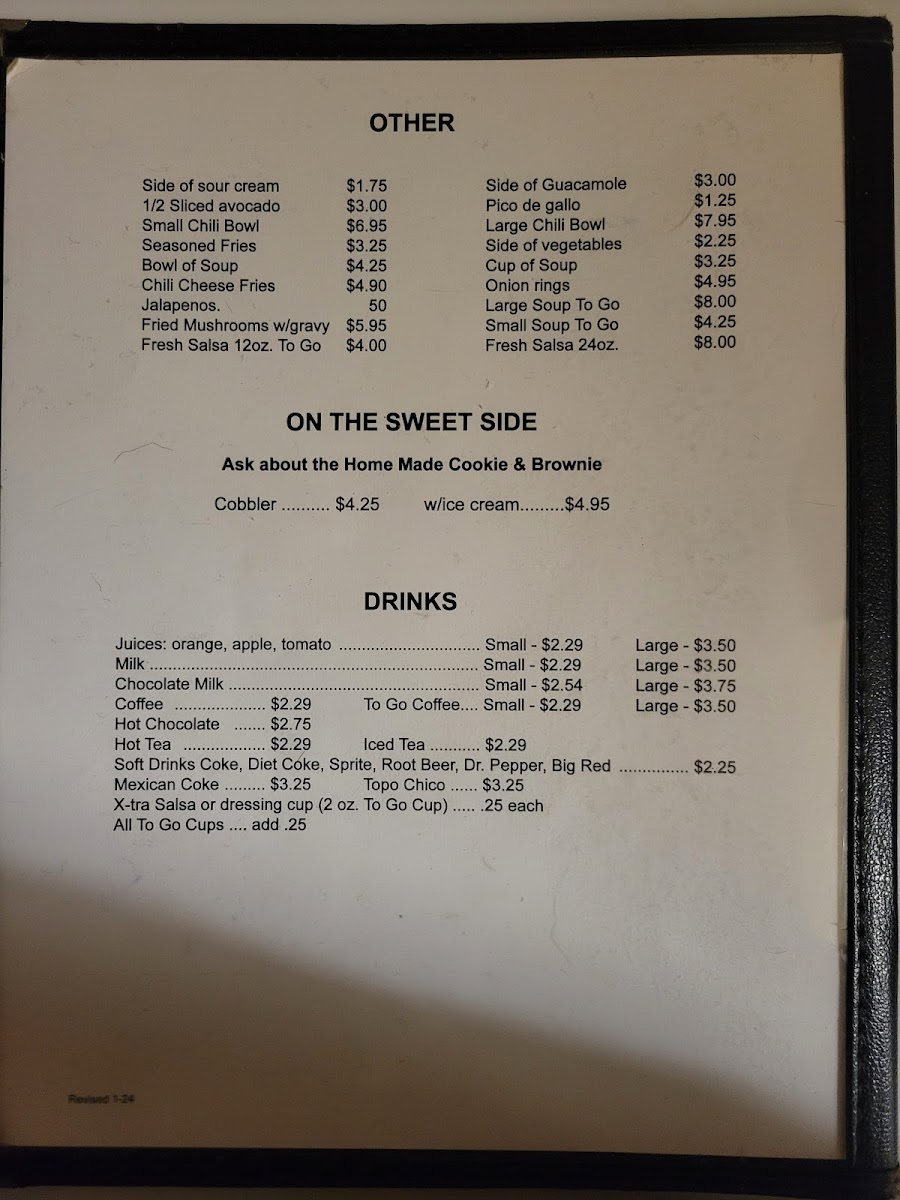 OTHER
Side of sour cream $1.75 Side of Guacamole $3.00
1/2 Sliced avocado $3.00 Pico de gallo $1.25
Small Chili Bowl $6.95 Large Chili Bowl $7.95
Seasoned Fries $3.25 Side of vegetables $2.25
Bowl of Soup $4.25 Cup of Soup $3.25
Chili Cheese Fries $4.90 Onion rings $4.95
Jalapenos. 50 Large Soup To Go $8.00
Fried Mushrooms w/gravy $5.95 Small Soup To Go $4.25
Fresh Salsa 12oz. To Go $4.00 Fresh Salsa 24oz. $8.00
ON THE SWEET SIDE
Ask about the Home Made Cookie & Brownie
Cobbler .......... $4.25 w/ice cream.........$4.95
DRINKS
Juices: orange, apple, tomato ............................... Small - $2.29 Large - $3.50
Milk ........................................................................ Small - $2.29 Large - $3.50
Chocolate Milk ....................................................... Small - $2.54 Large - $3.75
Coffee .................... $2.29 To Go Coffee.... Small - $2.29 Large - $3.50
Hot Chocolate ....... $2.75
Hot Tea .................. $2.29 Iced Tea ........... $2.29
Soft Drinks Coke, Diet Coke, Sprite, Root Beer, Dr. Pepper, Big Red ............... $2.25
Mexican Coke ......... $3.25 Topo Chico ...... $3.25
X-tra Salsa or dressing cup (2 oz. To Go Cup) ..... .25 each
All To Go Cups .... add .25
Revised 1-24